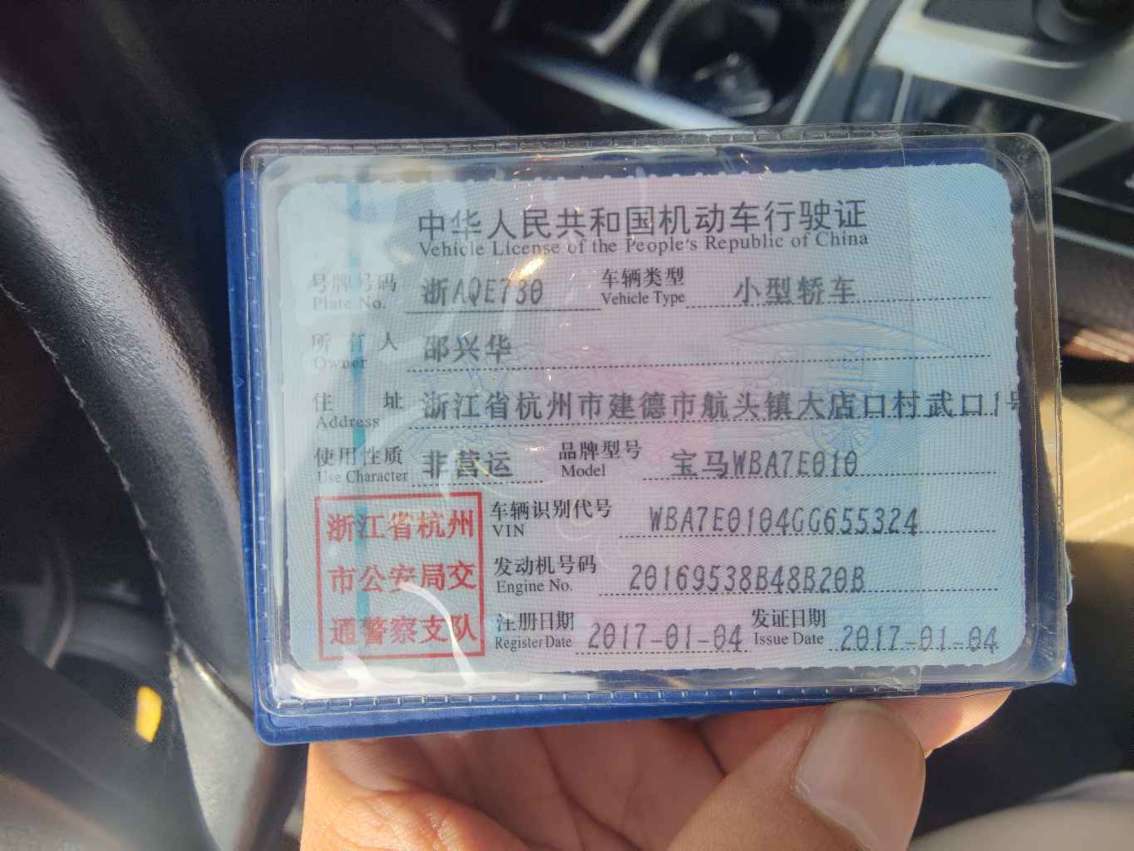 中华人民共和国机动车行驶证
Vehicle License of the People's Republic of China
号牌号码 浙AQE730 车辆类型 小型轿车
Plate No. Vehicle Type
所有人 邵兴华
Owner
住址 浙江省杭州市建德市航头镇大店口村武口1号
Address
使用性质 非营运 品牌型号 宝马WBA7E010
Use Character Model
浙江省杭州 车辆识别代号 WBA7E0104GG655324
VIN
市公安局交 发动机号码 20169538B48B20B
Engine No.
通警察支队 注册日期 2017-01-04 发证日期 2017-01-04
Register Date Issue Date